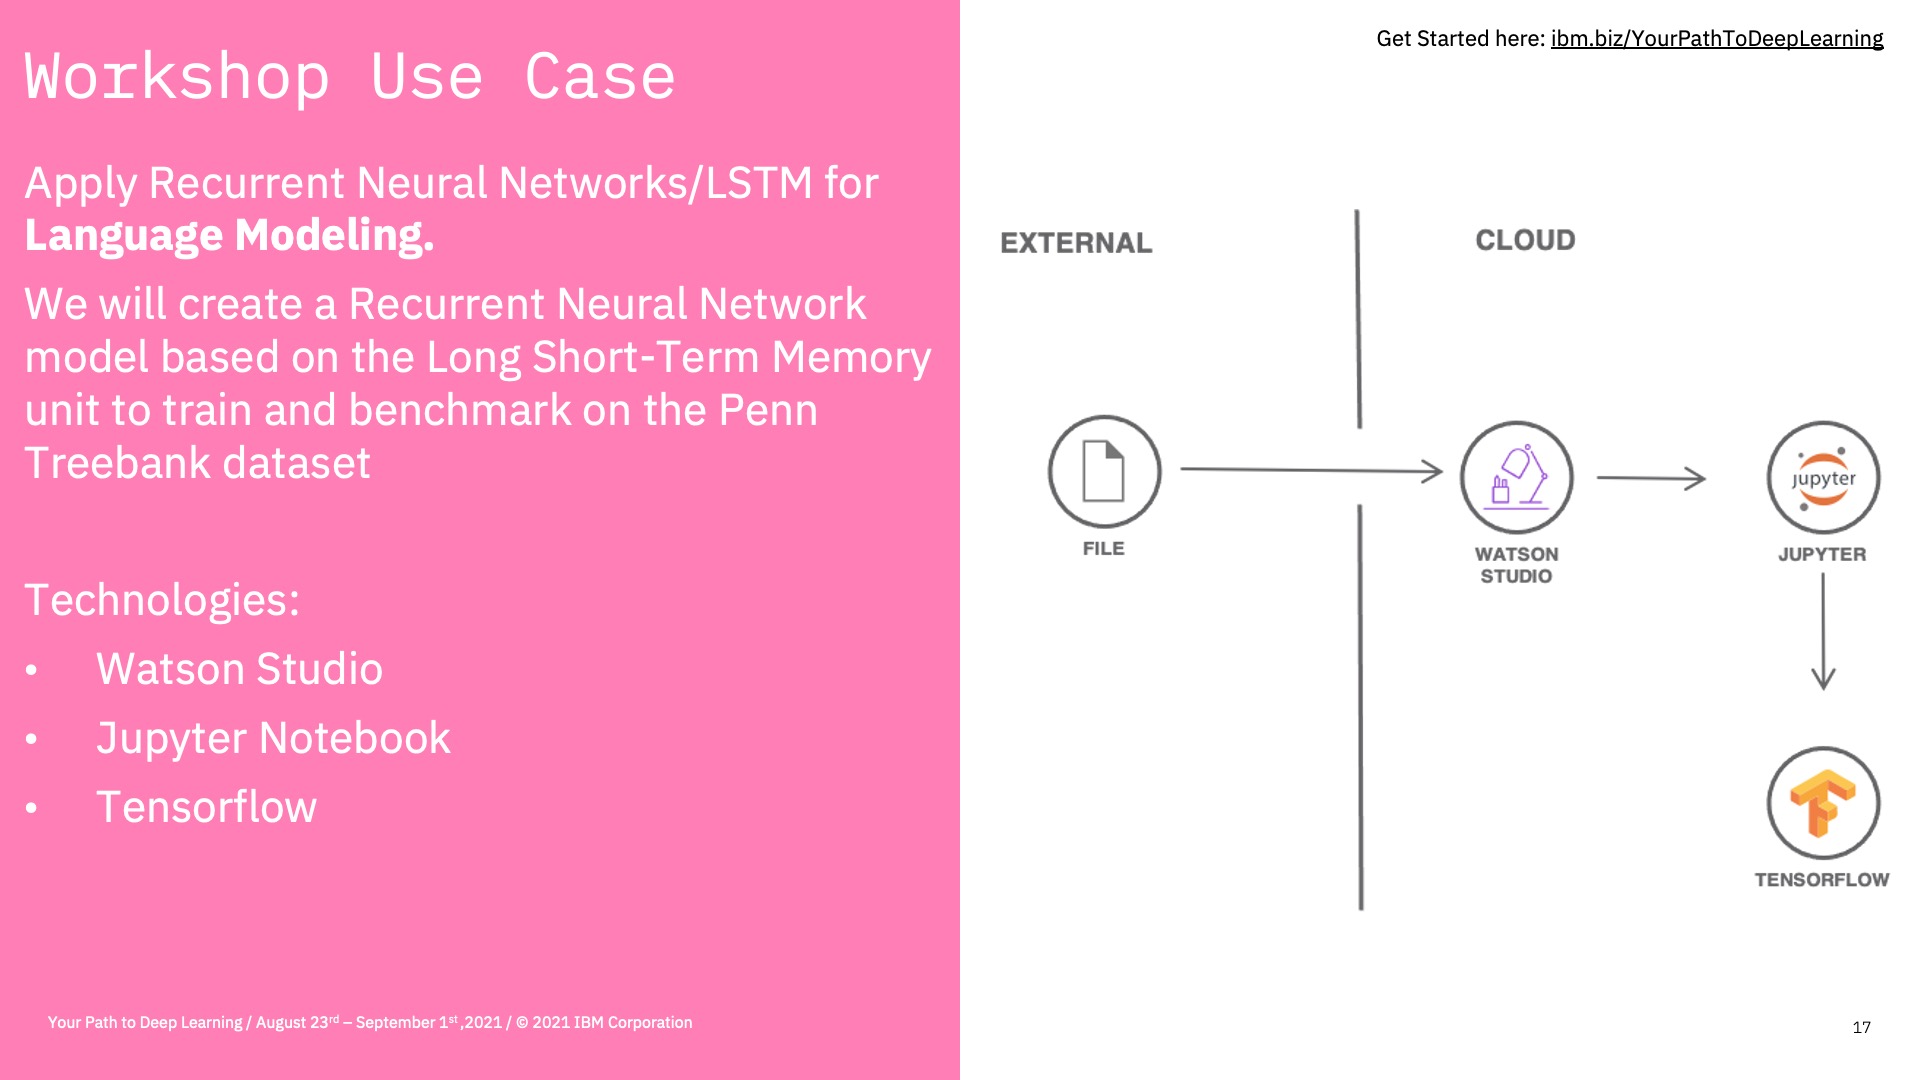 Workshop Use Case
Get Started here: ibm.biz/YourPathToDeepLearning
Apply Recurrent Neural Networks/LSTM for
Language Modeling.
We will create a Recurrent Neural Network
model based on the Long Short-Term Memory
unit to train and benchmark on the Penn
Treebank dataset
Technologies:
• Watson Studio
• Jupyter Notebook
• Tensorflow
EXTERNAL
CLOUD
FILE
WATSON
STUDIO
jupyter
JUPYTER
TENSORFLOW
Your Path to Deep Learning / August 23rd – September 1st ,2021 / © 2021 IBM Corporation
17